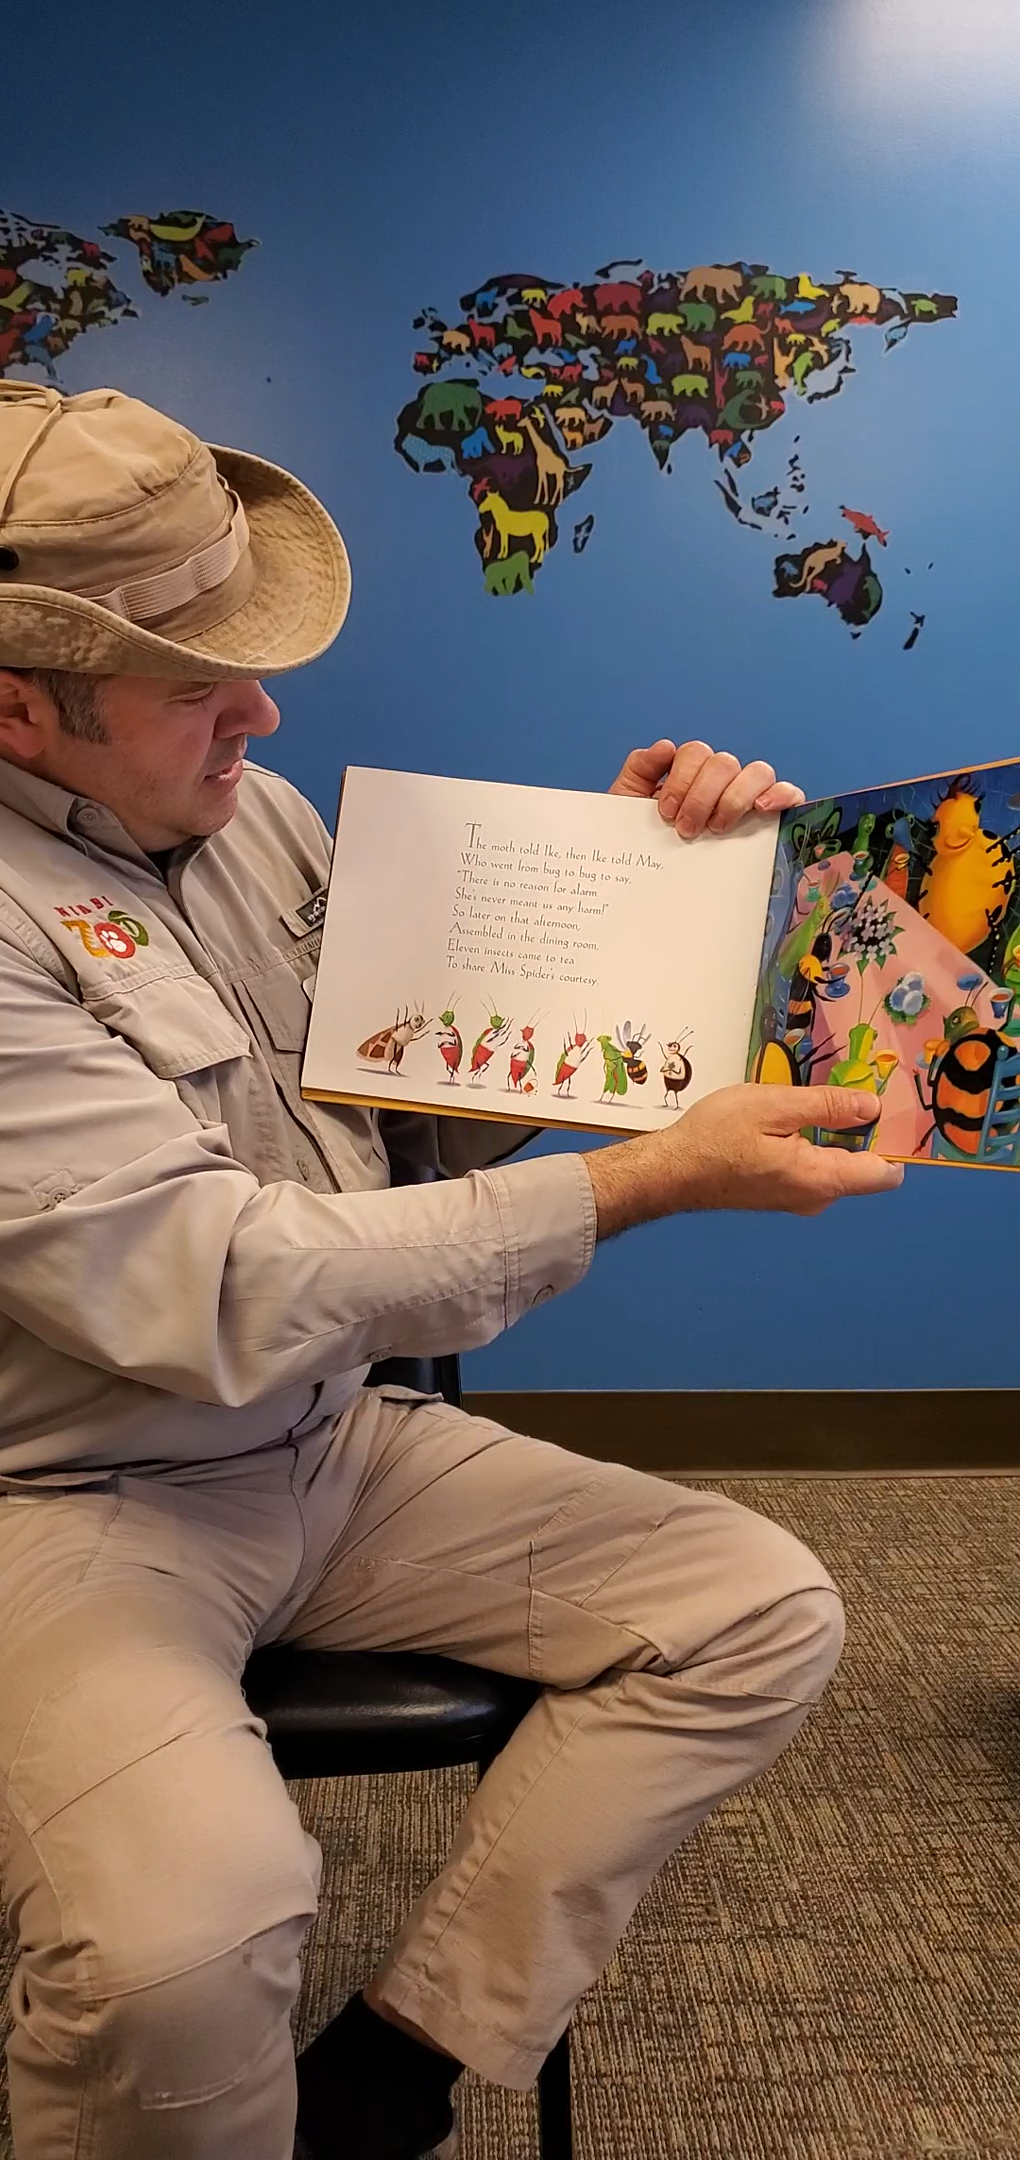 NIABI
ZOO
The moth told Ike, then Ike told May,
Who went from bug to bug to say,
"There is no reason for alarm.
She's never meant us any harm!"
So later on that afternoon,
Assembled in the dining room,
Eleven insects came to tea
To share Miss Spider's courtesy.